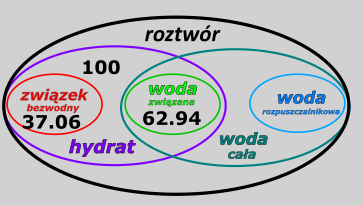 roztwór
100
związek
bezwodny
37.06
woda
związana
62.94
woda
rozpuszczalnikowa
hydrat
woda
cała